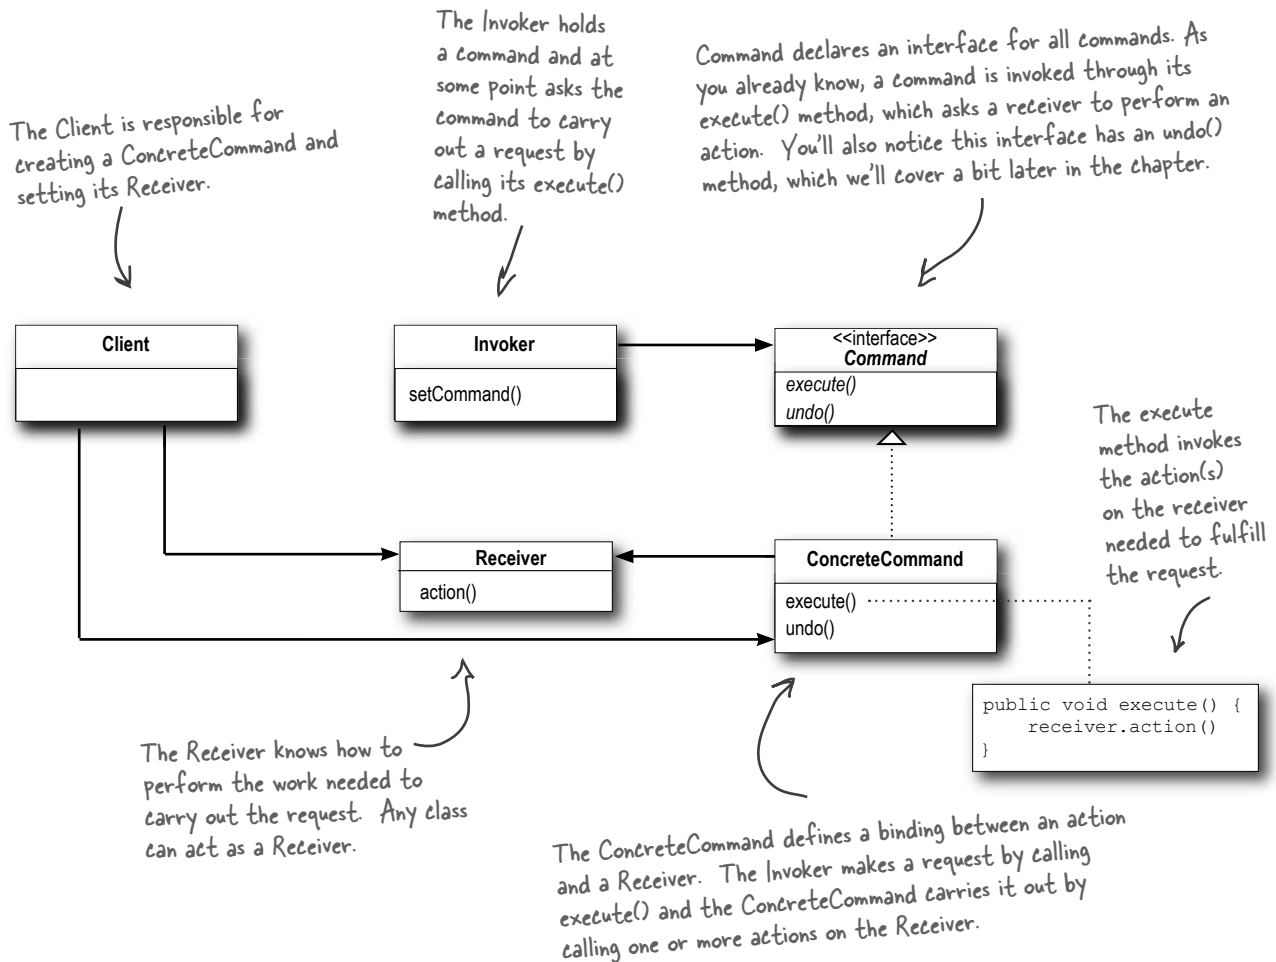 The Client is responsible for
creating a ConcreteCommand and
setting its Receiver.
The Invoker holds
a command and at
some point asks the
command to carry
out a request by
calling its execute()
method.
Command declares an interface for all commands. As
you already know, a command is invoked through its
execute() method, which asks a receiver to perform an
action. You'll also notice this interface has an undo()
method, which we'll cover a bit later in the chapter.
Client
Invoker
setCommand()
<<interface>>
Command
execute()
undo()
The execute
method invokes
the action(s)
on the receiver
needed to fulfill
the request.
Receiver
action()
ConcreteCommand
execute()
undo()
public void execute() {
receiver.action()
}
The Receiver knows how to
perform the work needed to
carry out the request. Any class
can act as a Receiver.
The ConcreteCommand defines a binding between an action
and a Receiver. The Invoker makes a request by calling
execute() and the ConcreteCommand carries it out by
calling one or more actions on the Receiver.